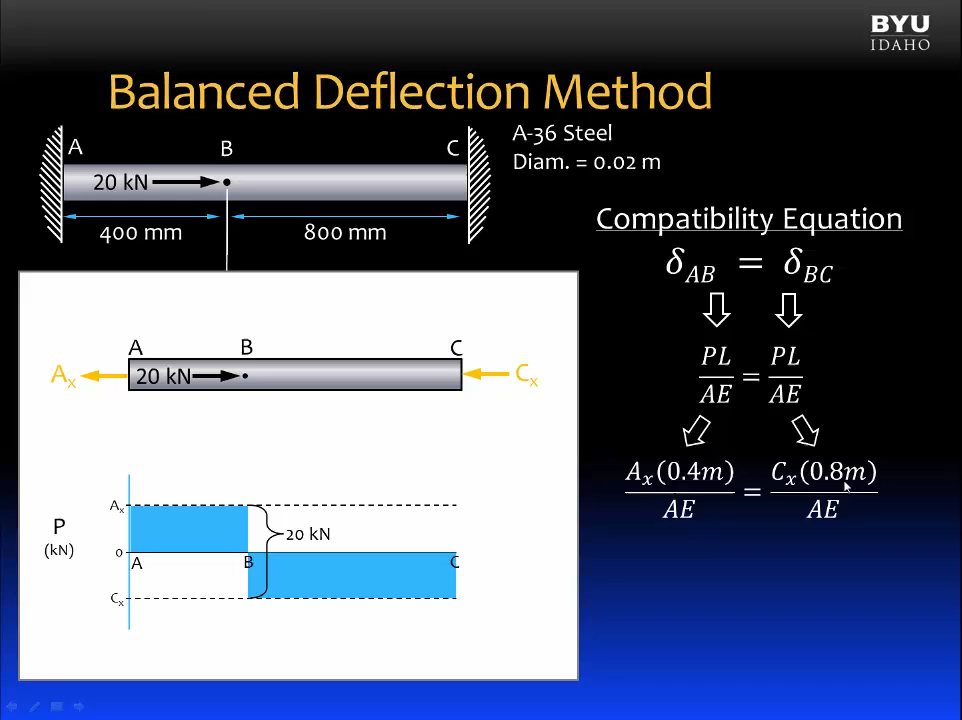 BYU
IDAHO
Balanced Deflection Method
A B C
20 kN
400 mm 800 mm
A-36 Steel
Diam. = 0.02 m
Compatibility Equation
δ_AB = δ_BC
PL/AE = PL/AE
A_x(0.4m)/AE = C_x(0.8m)/AE
A B C
A_x 20 kN C_x
P
(kN)
A_x
20 kN
0
A B C
C_x